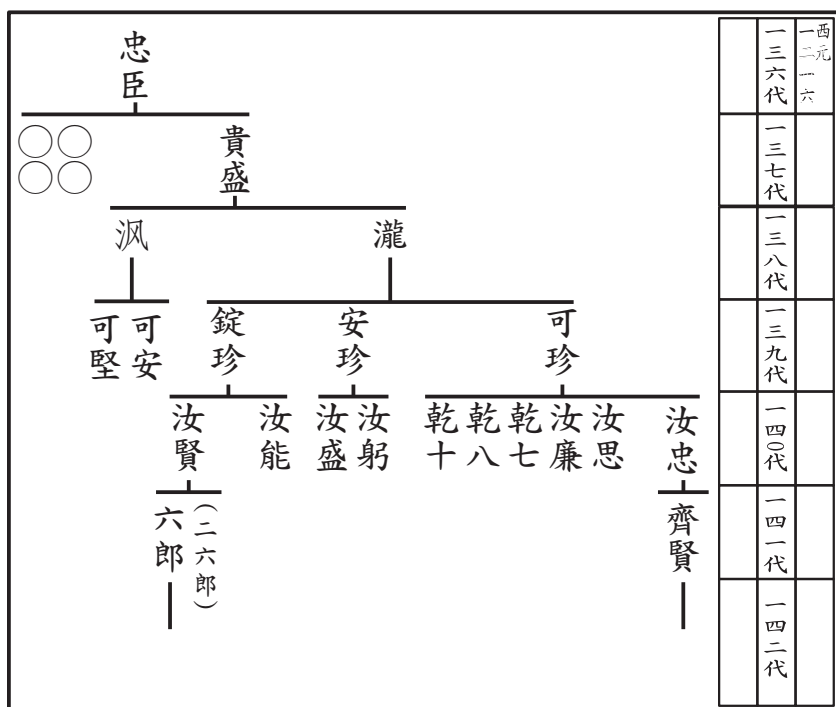 西元
一二一六
一三六代
一三七代
一三八代
一三九代
一四〇代
一四一代
一四二代
忠臣
貴盛
○○
○○
瀧
沨
可珍
安珍
錠珍
可安
可堅
汝忠
汝思
汝廉
乾七
乾八
乾十
汝躬
汝盛
汝能
汝賢
齊賢
(二六郎)
六郎